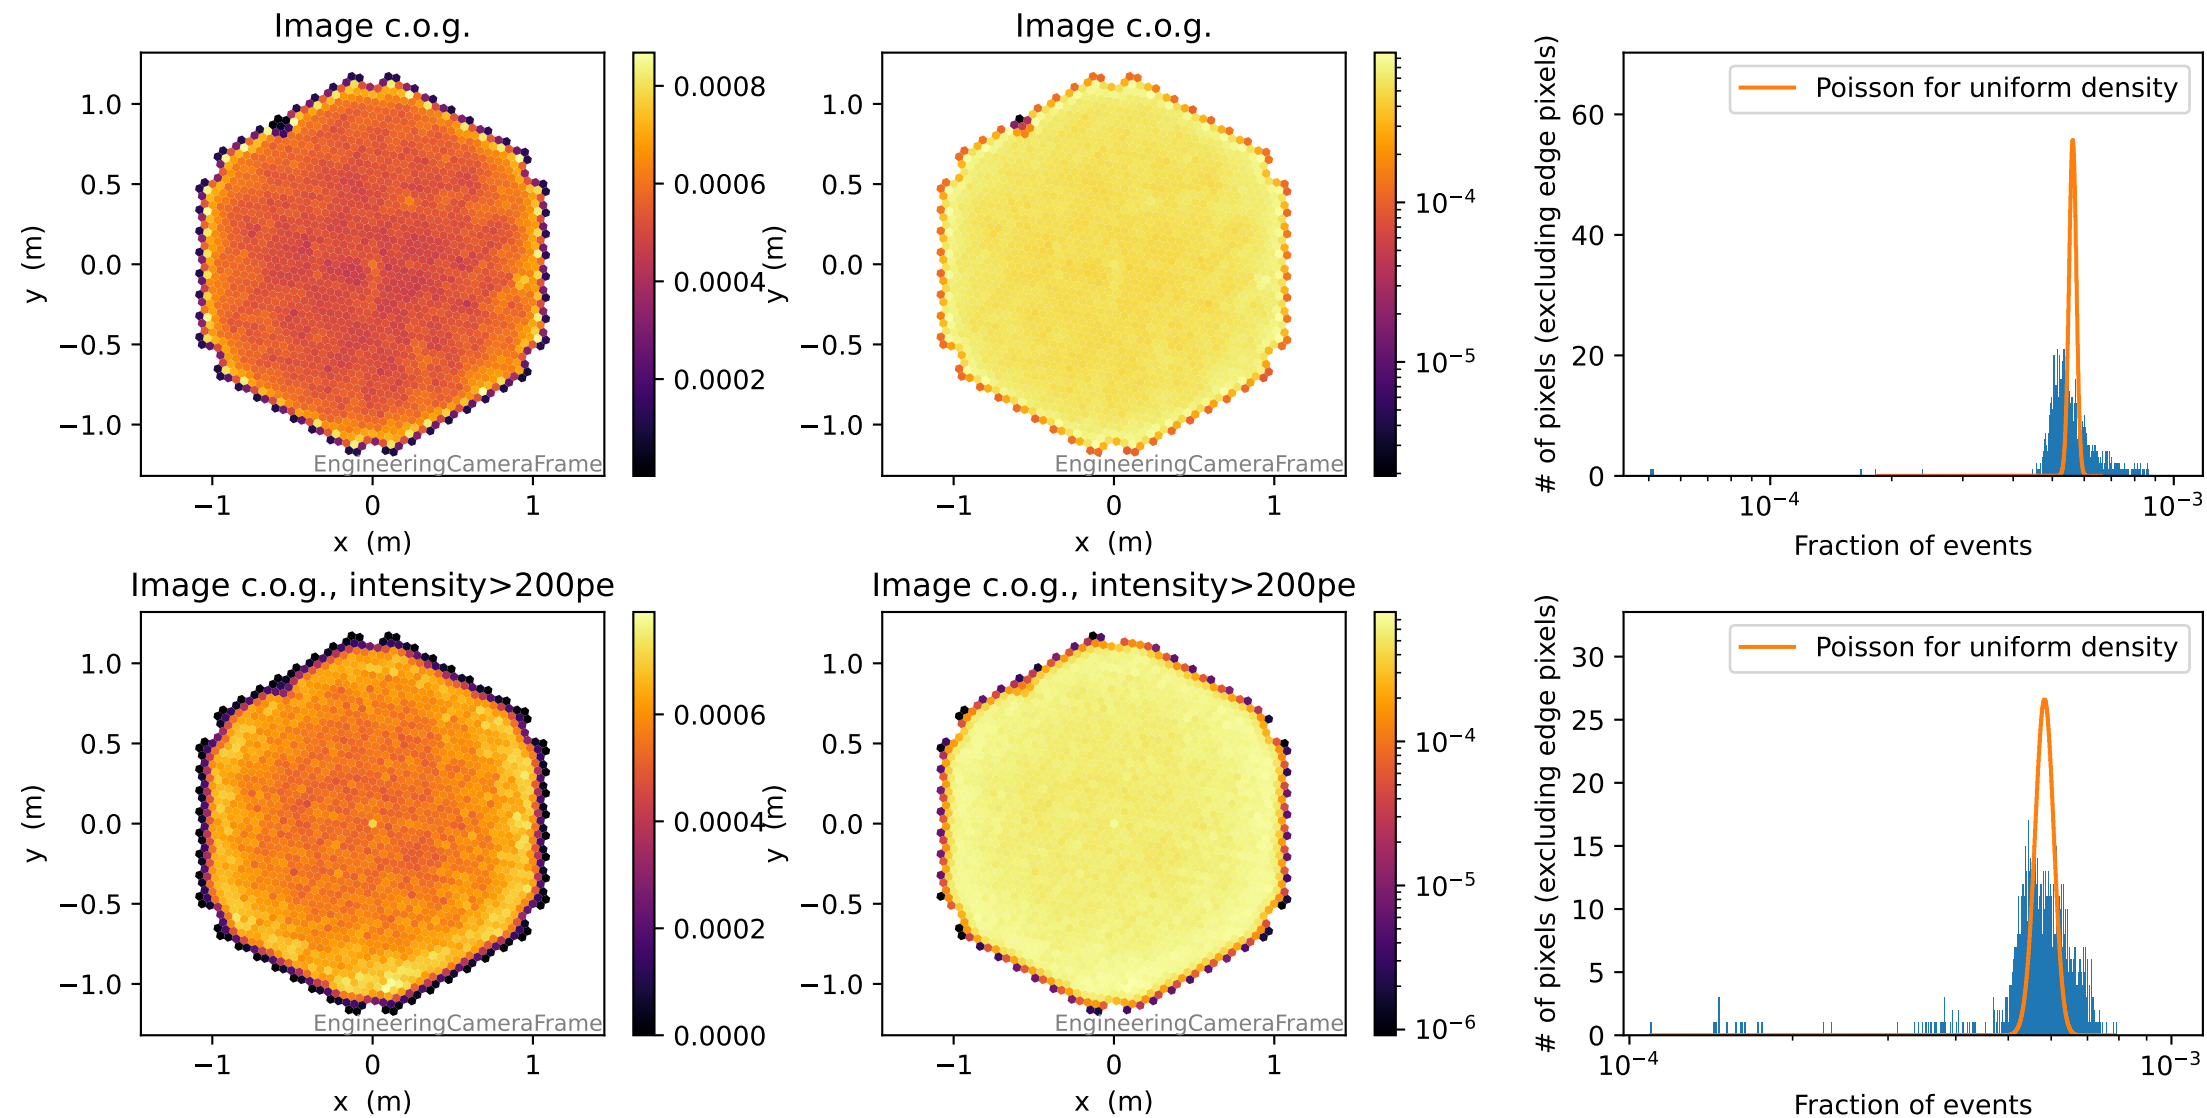 Image c.o.g.
y (m)
1.0
0.5
0.0
−0.5
−1.0
EngineeringCameraFrame
−1 0 1
x (m)
0.0008
0.0006
0.0004
0.0002
Image c.o.g.
y (m)
1.0
0.5
0.0
−0.5
−1.0
EngineeringCameraFrame
−1 0 1
x (m)
10⁻⁴
10⁻⁵
# of pixels (excluding edge pixels)
60
40
20
0
Poisson for uniform density
10⁻⁴ 10⁻³
Fraction of events
Image c.o.g., intensity>200pe
y (m)
1.0
0.5
0.0
−0.5
−1.0
EngineeringCameraFrame
−1 0 1
x (m)
0.0006
0.0004
0.0002
0.0000
Image c.o.g., intensity>200pe
y (m)
1.0
0.5
0.0
−0.5
−1.0
EngineeringCameraFrame
−1 0 1
x (m)
10⁻⁴
10⁻⁵
10⁻⁶
# of pixels (excluding edge pixels)
30
25
20
15
10
5
0
Poisson for uniform density
10⁻⁴ 10⁻³
Fraction of events